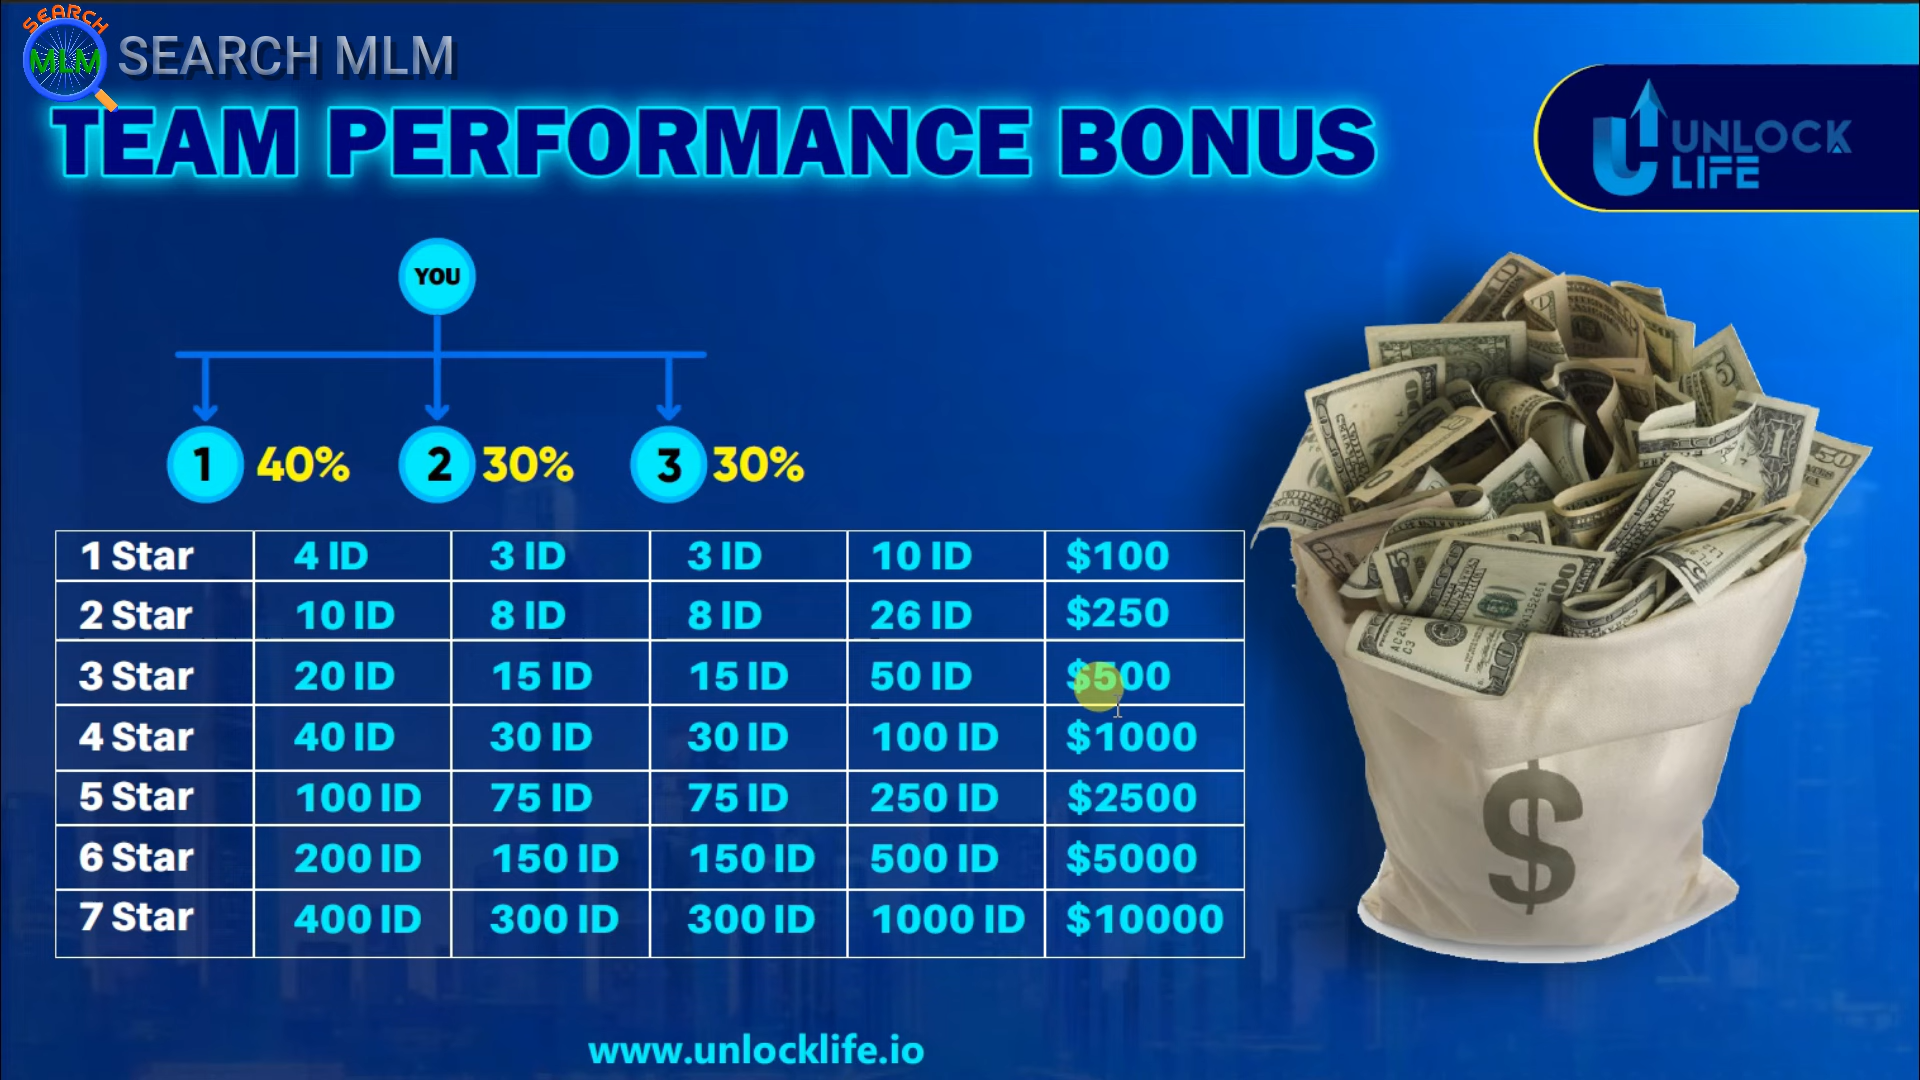 SEARCH
MLM
SEARCH MLM
TEAM PERFORMANCE BONUS
UNLOCK
LIFE
YOU
1 40% 2 30% 3 30%
1 Star 4 ID 3 ID 3 ID 10 ID $100
2 Star 10 ID 8 ID 8 ID 26 ID $250
3 Star 20 ID 15 ID 15 ID 50 ID $500
4 Star 40 ID 30 ID 30 ID 100 ID $1000
5 Star 100 ID 75 ID 75 ID 250 ID $2500
6 Star 200 ID 150 ID 150 ID 500 ID $5000
7 Star 400 ID 300 ID 300 ID 1000 ID $10000
$
www.unlocklife.io